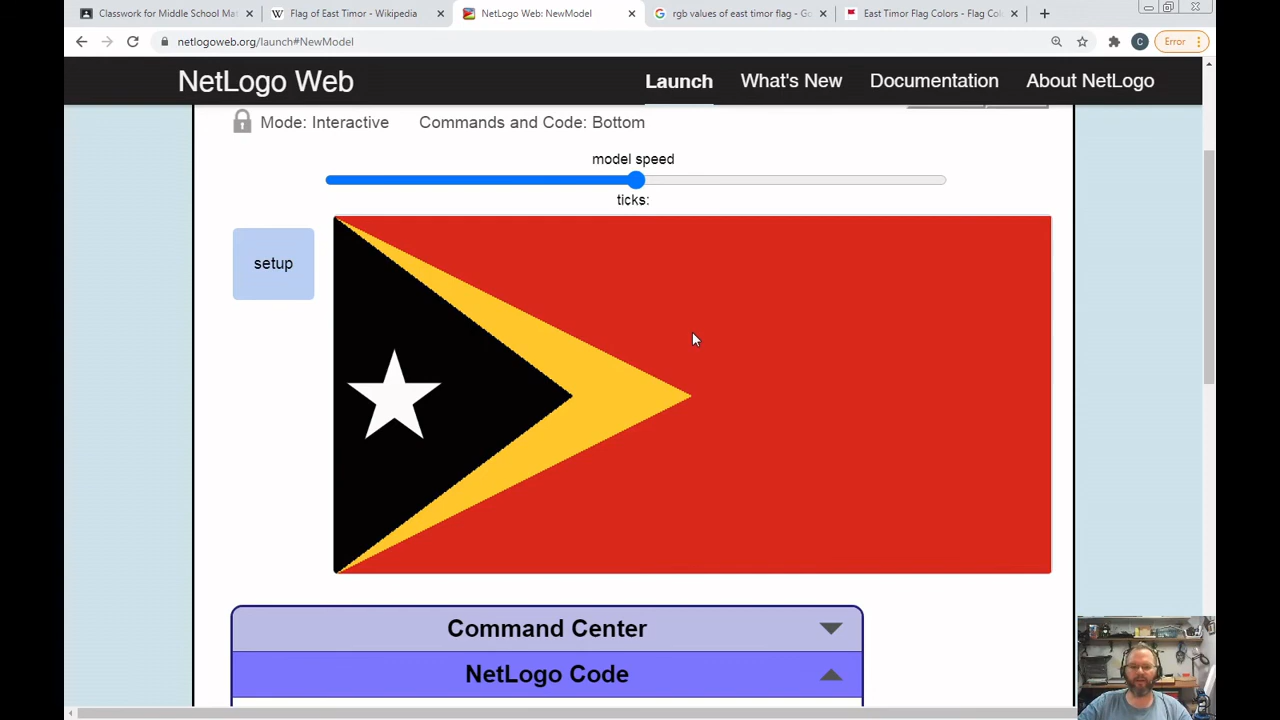 Classwork for Middle School Mat
Flag of East Timor - Wikipedia
NetLogo Web: NewModel
rgb values of east timor flag - Go
East Timor Flag Colors - Flag Col
netlogoweb.org/launch#NewModel
C
Error
NetLogo Web
Launch
What's New
Documentation
About NetLogo
Mode: Interactive
Commands and Code: Bottom
model speed
ticks:
setup
Command Center
NetLogo Code